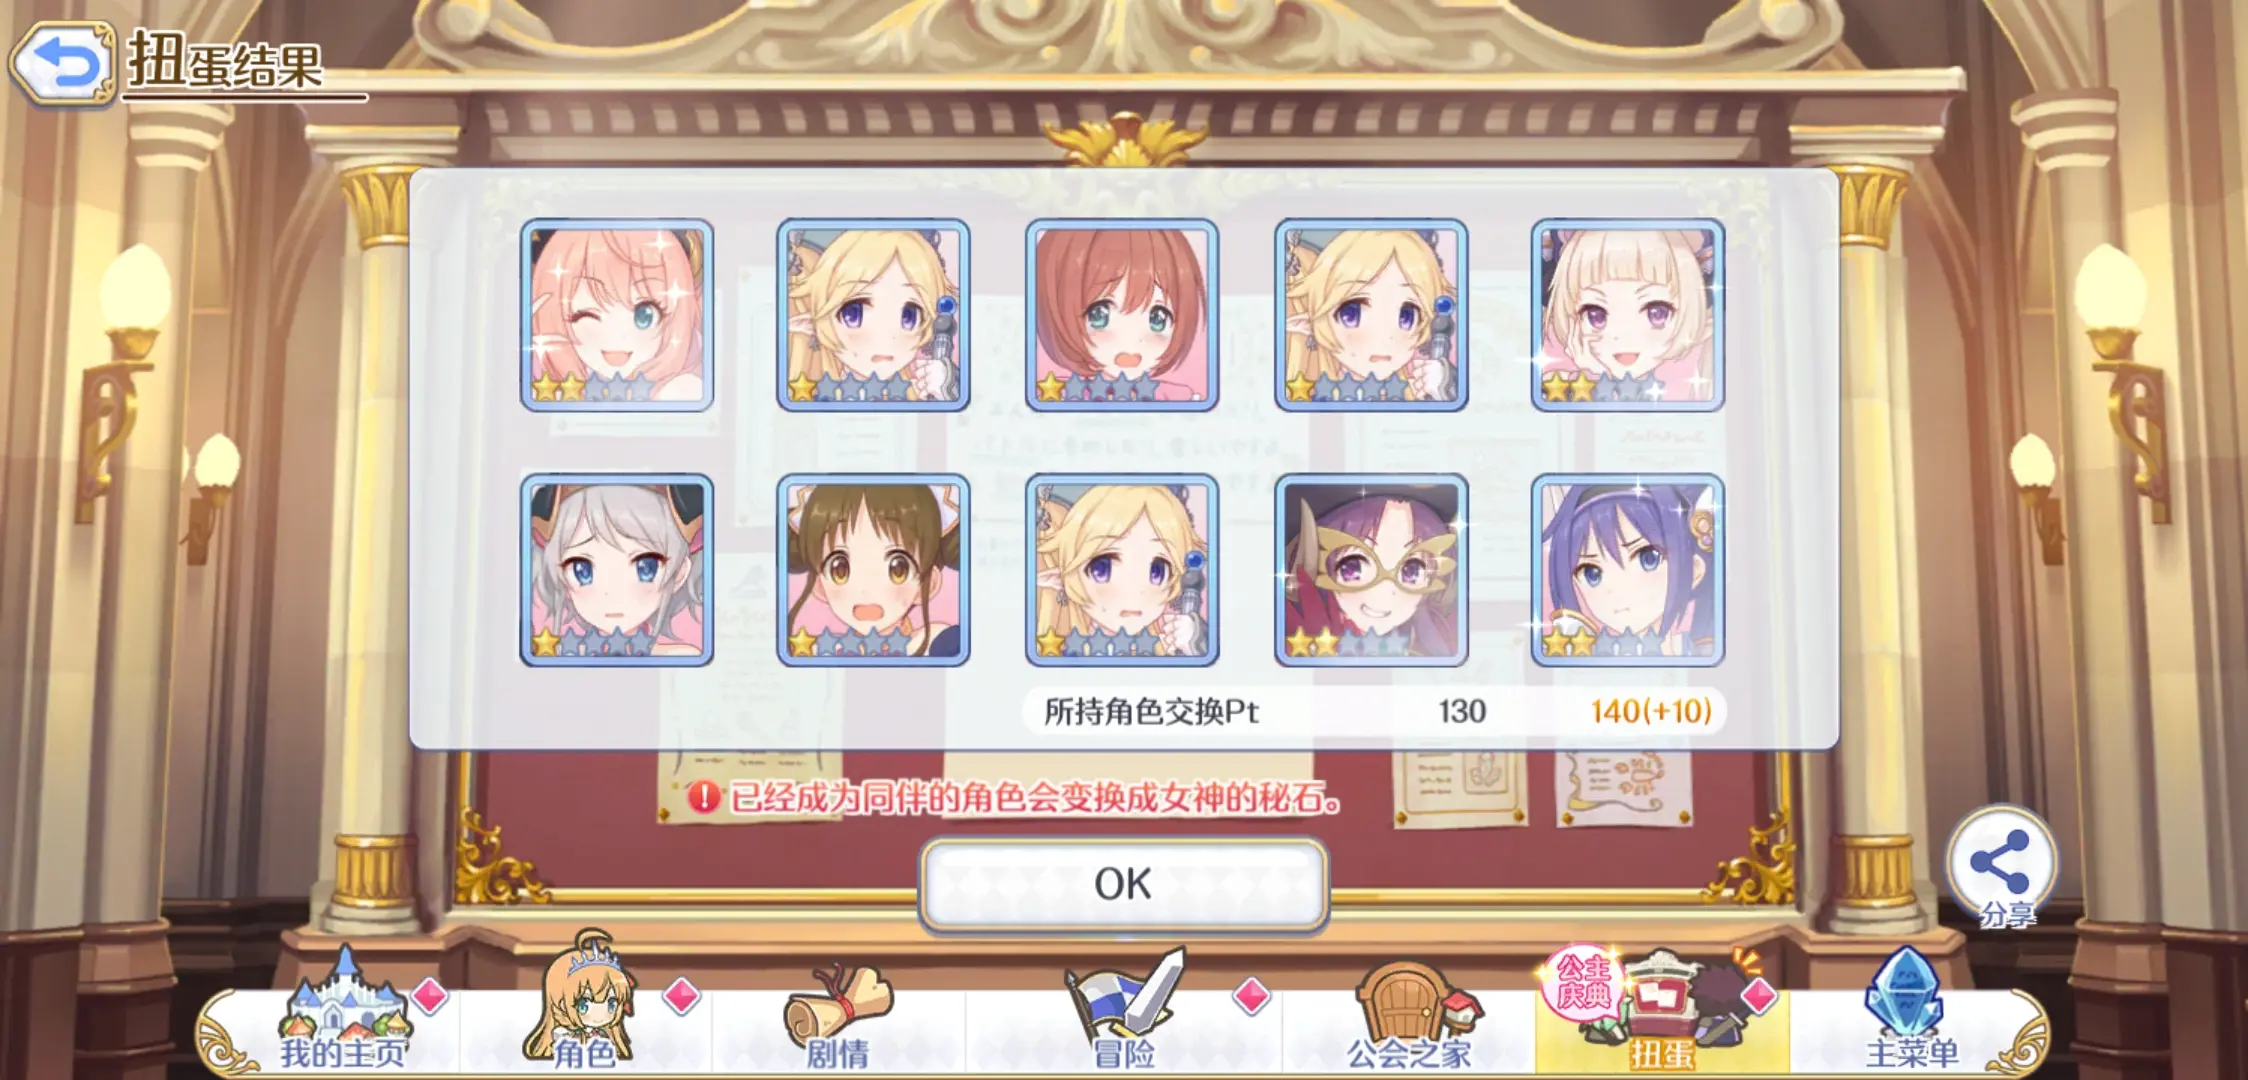 扭蛋结果
所持角色交换Pt 130 140(+10)
已经成为同伴的角色会变换成女神的秘石。
OK
分享
公主
庆典
我的主页 角色 剧情 冒险 公会之家 扭蛋 主菜单